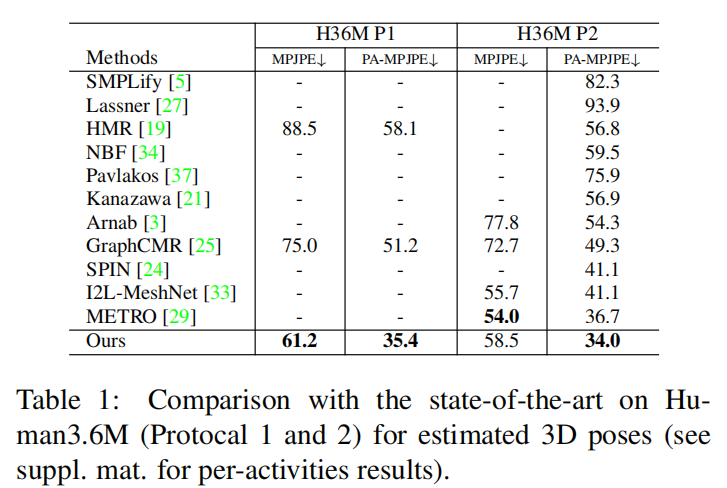 H36M P1 H36M P2
Methods MPJPE↓ PA-MPJPE↓ MPJPE↓ PA-MPJPE↓
SMPLify [5] - - - 82.3
Lassner [27] - - - 93.9
HMR [19] 88.5 58.1 - 56.8
NBF [34] - - - 59.5
Pavlakos [37] - - - 75.9
Kanazawa [21] - - - 56.9
Arnab [3] - - 77.8 54.3
GraphCMR [25] 75.0 51.2 72.7 49.3
SPIN [24] - - - 41.1
I2L-MeshNet [33] - - 55.7 41.1
METRO [29] - - 54.0 36.7
Ours 61.2 35.4 58.5 34.0
Table 1: Comparison with the state-of-the-art on Hu-
man3.6M (Protocal 1 and 2) for estimated 3D poses (see
suppl. mat. for per-activities results).